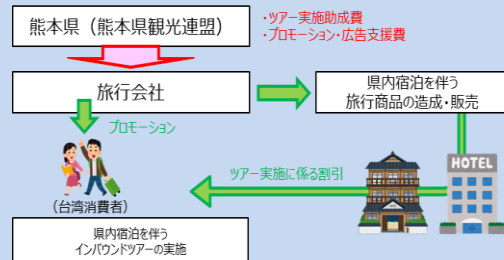 熊本県（熊本県観光連盟）
・ツアー実施助成費
・プロモーション・広告支援費
旅行会社
県内宿泊を伴う
旅行商品の造成・販売
プロモーション
ツアー実施に係る割引
HOTEL
（台湾消費者）
県内宿泊を伴う
インバウンドツアーの実施